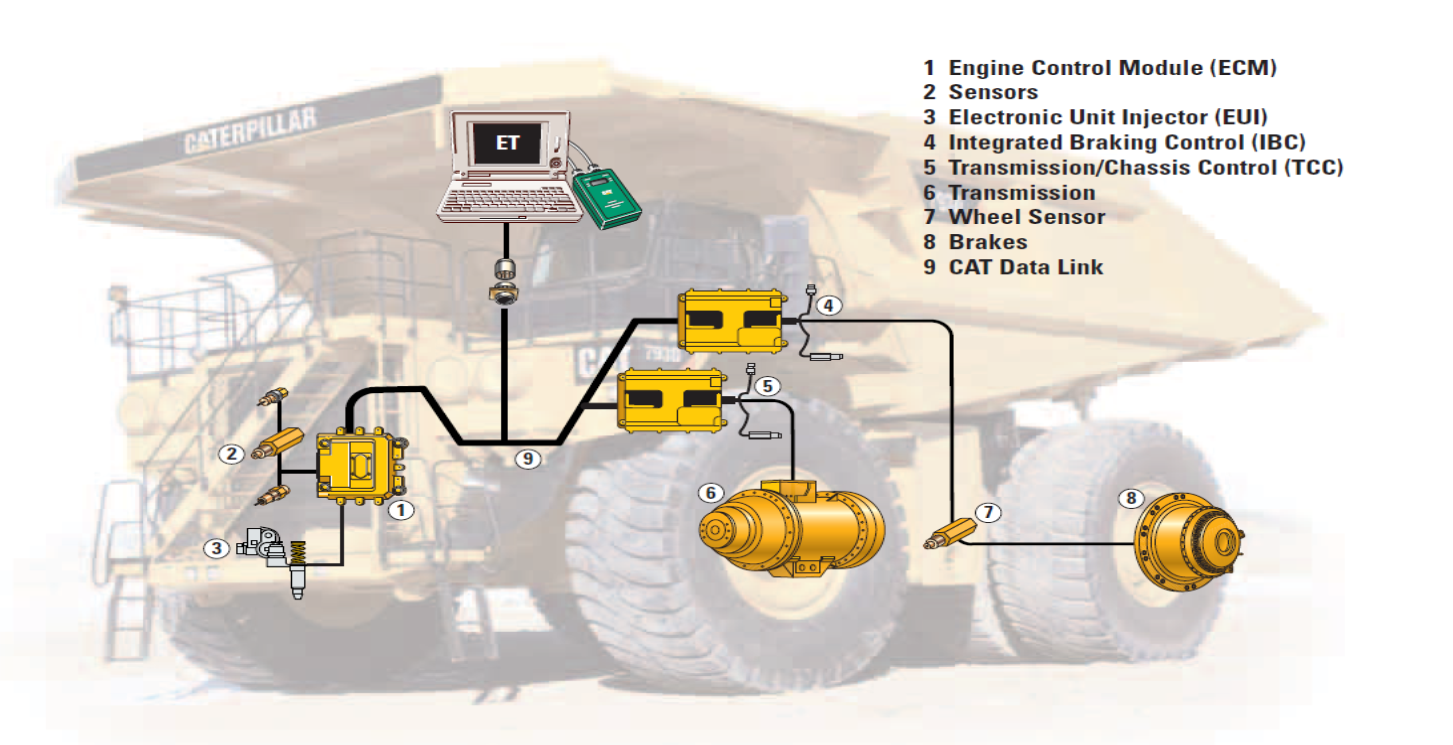 CATERPILLAR
ET
1 Engine Control Module (ECM)
2 Sensors
3 Electronic Unit Injector (EUI)
4 Integrated Braking Control (IBC)
5 Transmission/Chassis Control (TCC)
6 Transmission
7 Wheel Sensor
8 Brakes
9 CAT Data Link
4
793D
5
2
9
1
6
7
8
3